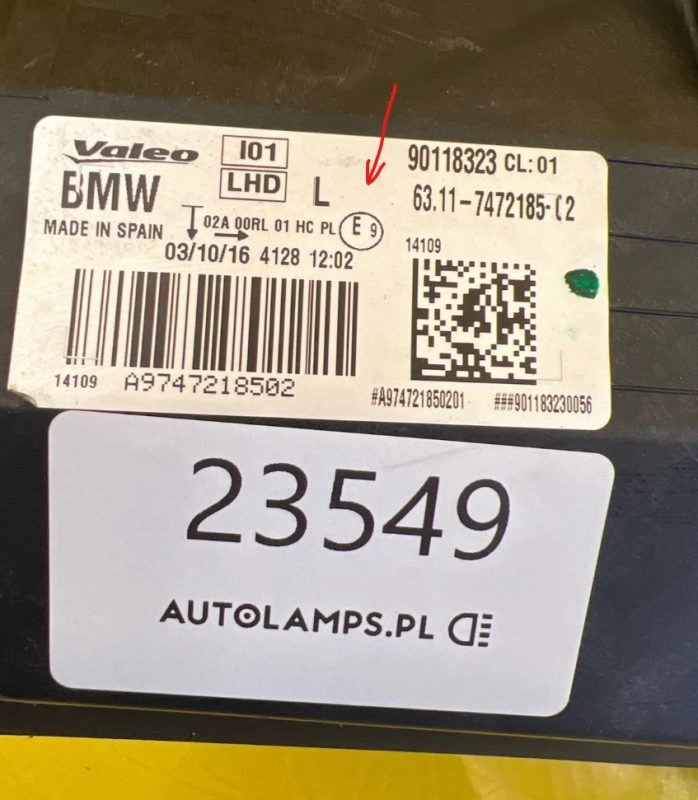 Valeo I01 90118323 CL:01
BMW LHD L 63.11-7472185-02
MADE IN SPAIN 02A 00RL 01 HC PL E 9
03/10/16 4128 12:02 14109
14109 A9747218502
#A974721850201 ###901183230056
23549
AUTOLAMPS.PL